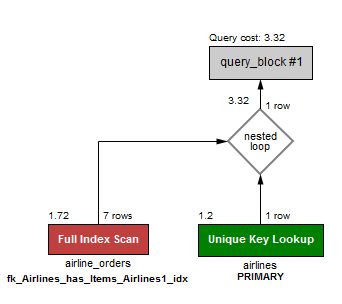 Query cost: 3.32
query_block #1
3.32
1 row
nested
loop
1.72
7 rows
1.2
1 row
Full Index Scan
Unique Key Lookup
airline_orders
airlines
fk_Airlines_has_Items_Airlines1_idx
PRIMARY